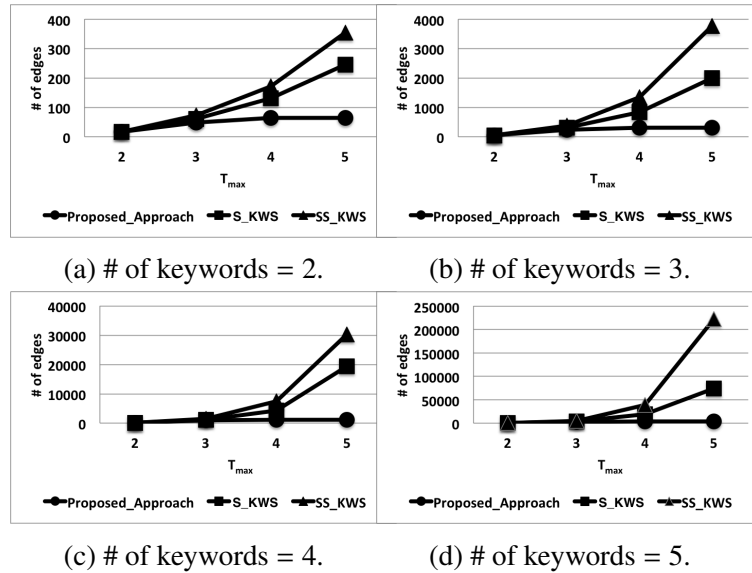 400
300
200
100
0
# of edges
2 3 4 5
Tmax
Proposed_Approach S_KWS SS_KWS
(a) # of keywords = 2.
4000
3000
2000
1000
0
# of edges
2 3 4 5
Tmax
Proposed_Approach S_KWS SS_KWS
(b) # of keywords = 3.
40000
30000
20000
10000
0
# of edges
2 3 4 5
Tmax
Proposed_Approach S_KWS SS_KWS
(c) # of keywords = 4.
250000
200000
150000
100000
50000
0
# of edges
2 3 4 5
Tmax
Proposed_Approach S_KWS SS_KWS
(d) # of keywords = 5.